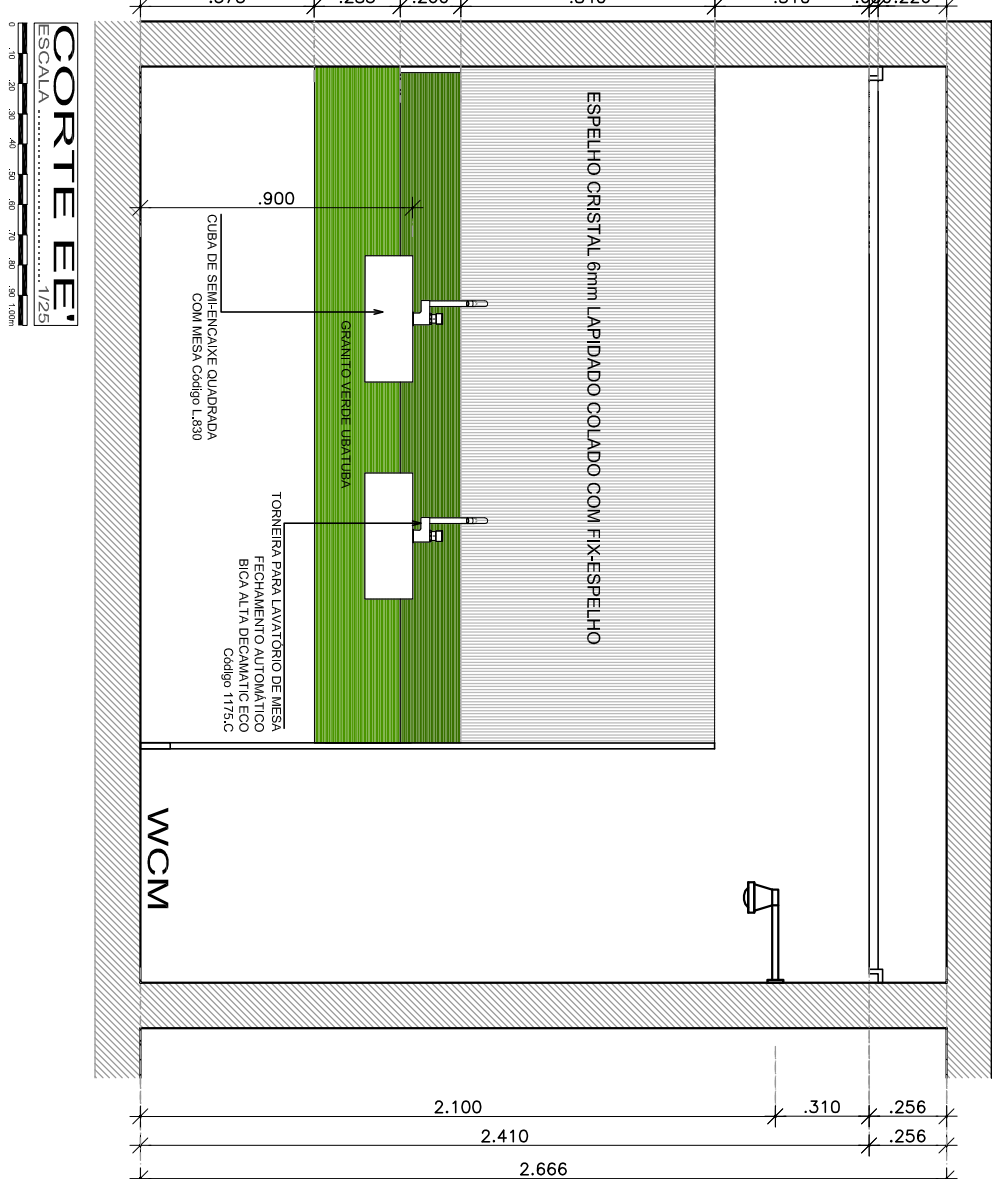 ESPELHO CRISTAL 6mm LAPIDADO COLADO COM FIX-ESPELHO
.900
GRANITO VERDE UBATUBA
CUBA DE SEMI-ENCAIXE QUADRADA
COM MESA Código L.830
TORNEIRA PARA LAVATÓRIO DE MESA
FECHAMENTO AUTOMÁTICO
BICA ALTA DECAMATIC ECO
Código 1175.C
WCM
2.100
.310
.256
2.410
.256
2.666
CORTE EE'
ESCALA ........................ 1/25
0 .10 .20 .30 .40 .50 .60 .70 .80 .90 1.00m